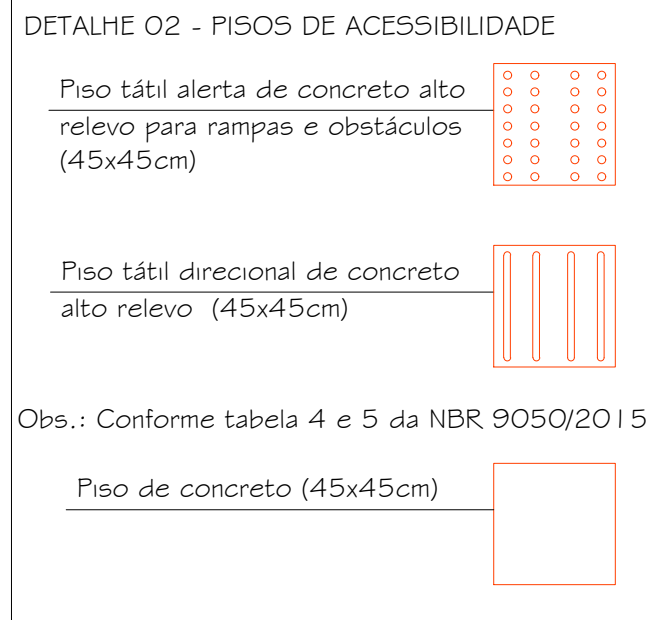 DETALHE 02 - PISOS DE ACESSIBILIDADE
Piso tátil alerta de concreto alto
relevo para rampas e obstáculos
(45x45cm)
Piso tátil direcional de concreto
alto relevo (45x45cm)
Obs.: Conforme tabela 4 e 5 da NBR 9050/2015
Piso de concreto (45x45cm)